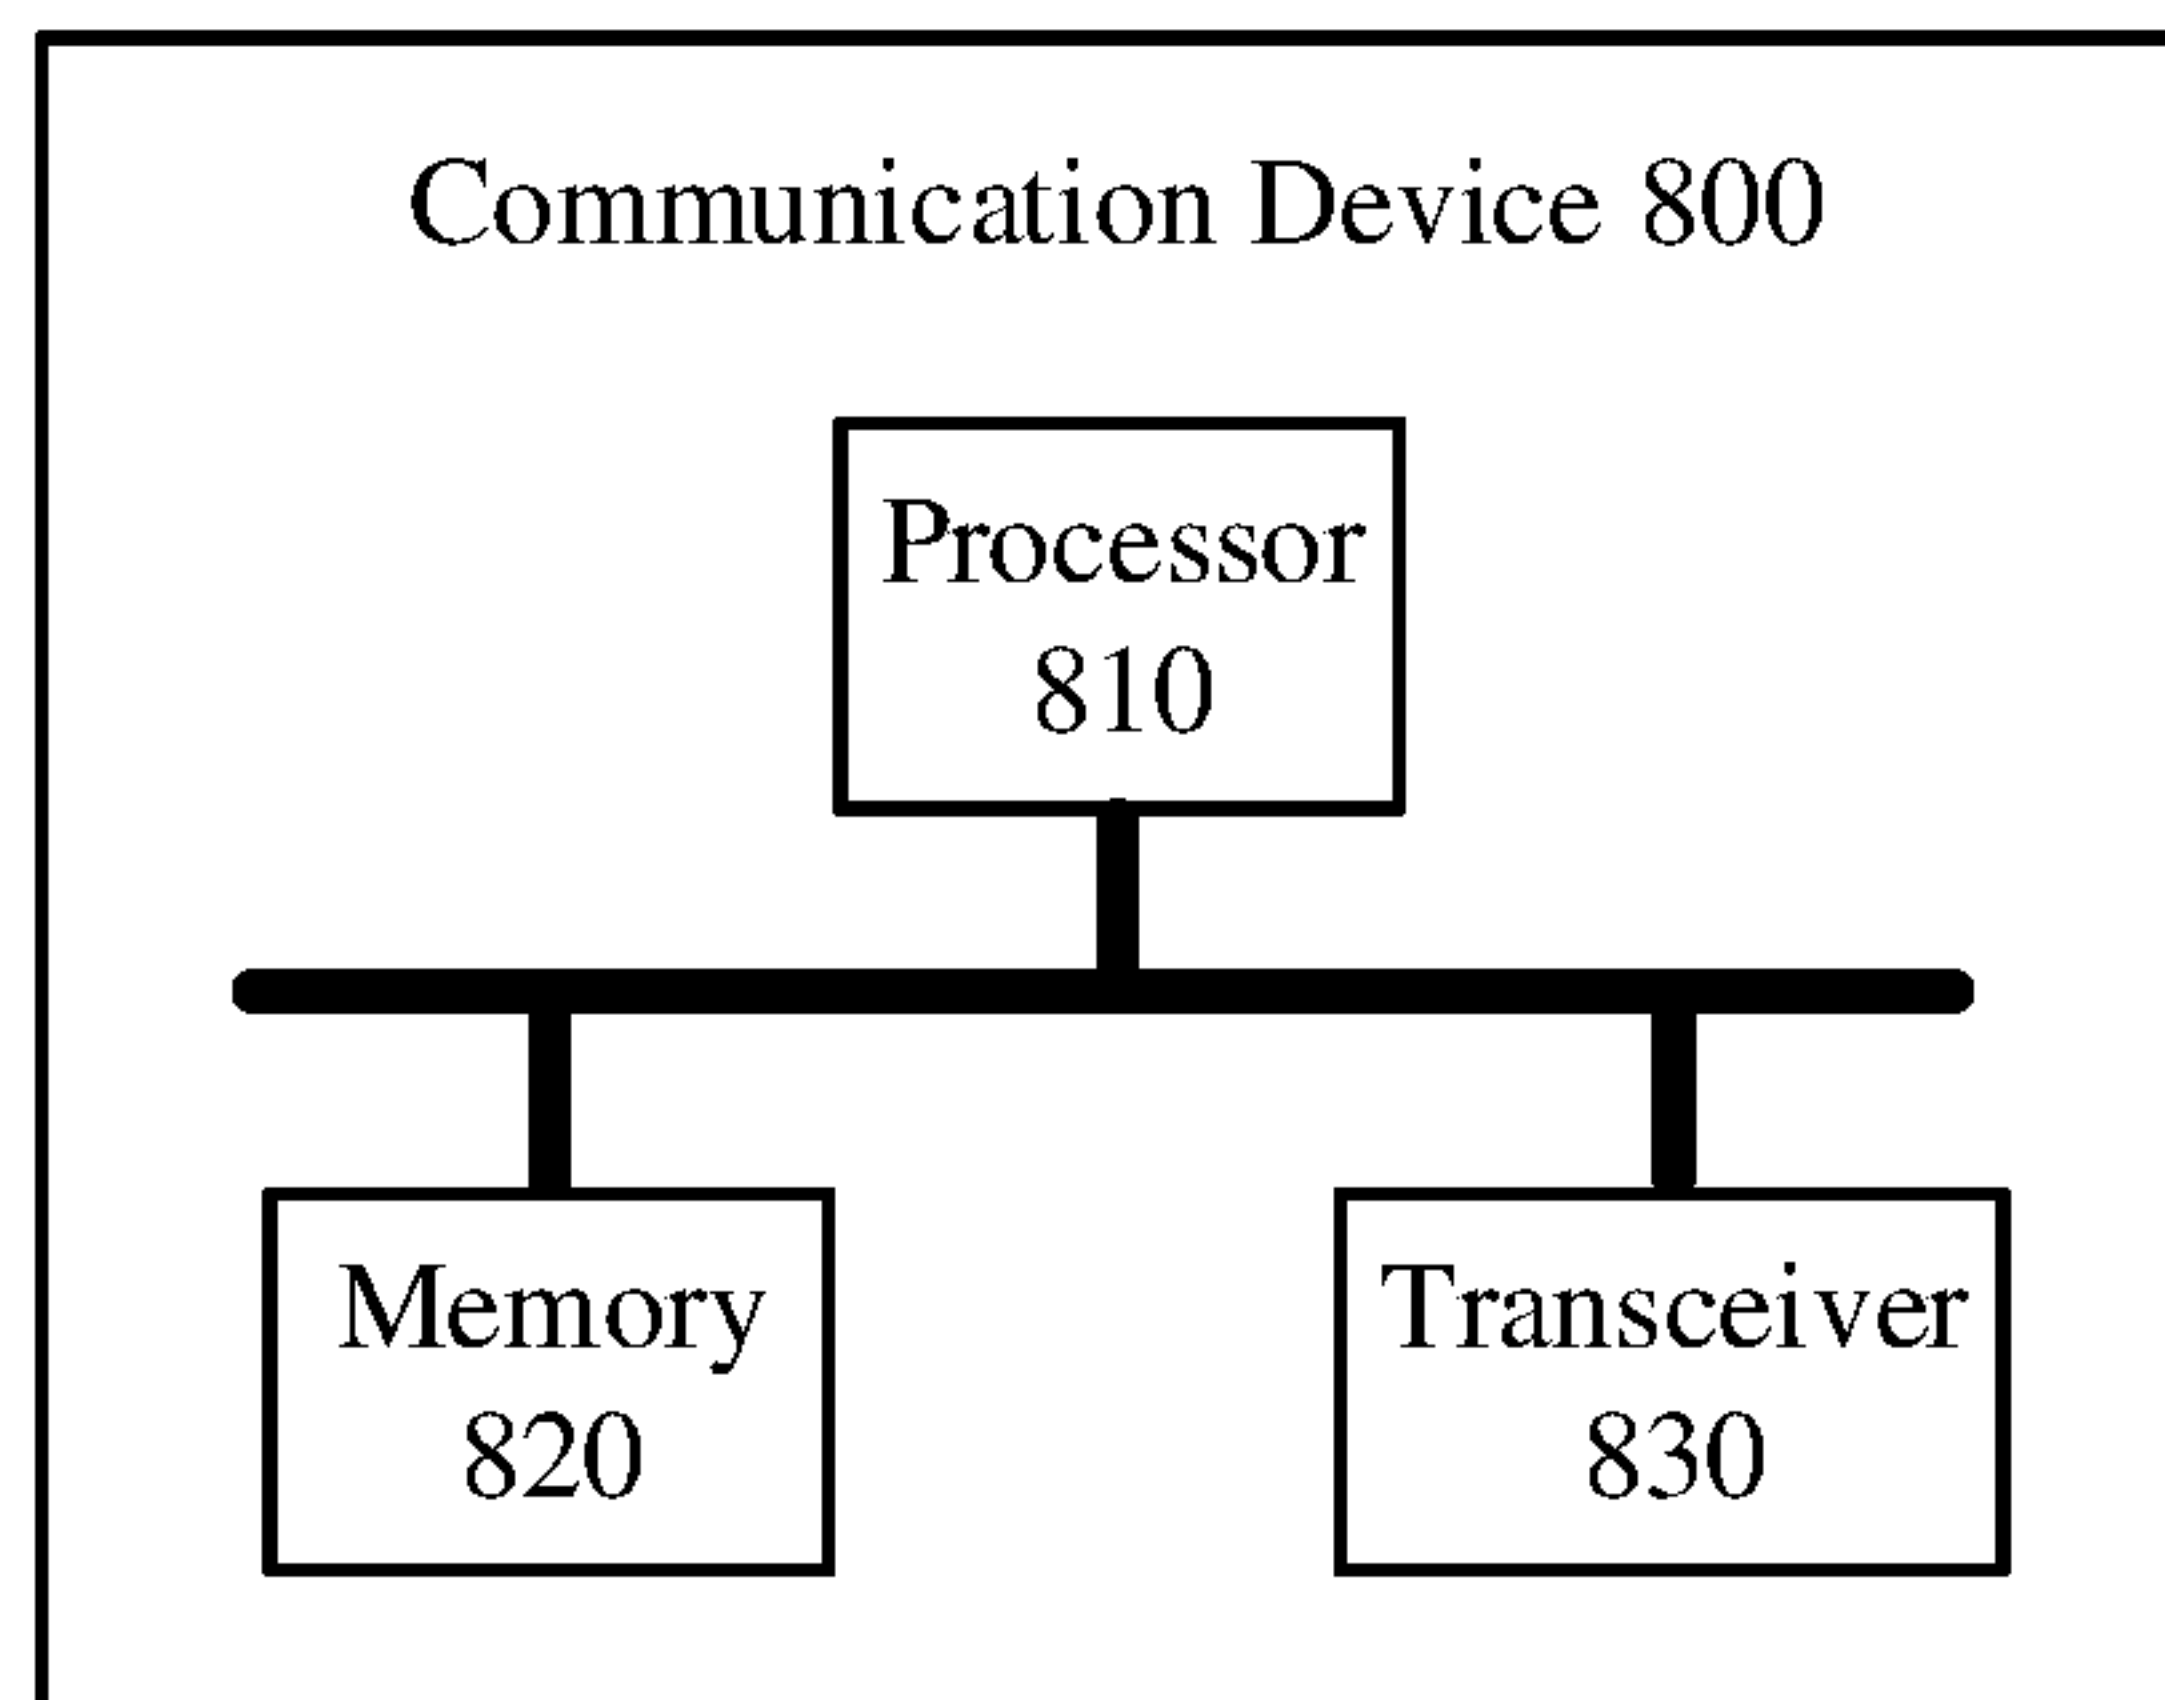 Communication Device 800
Processor
810
Memory
820
Transceiver
830